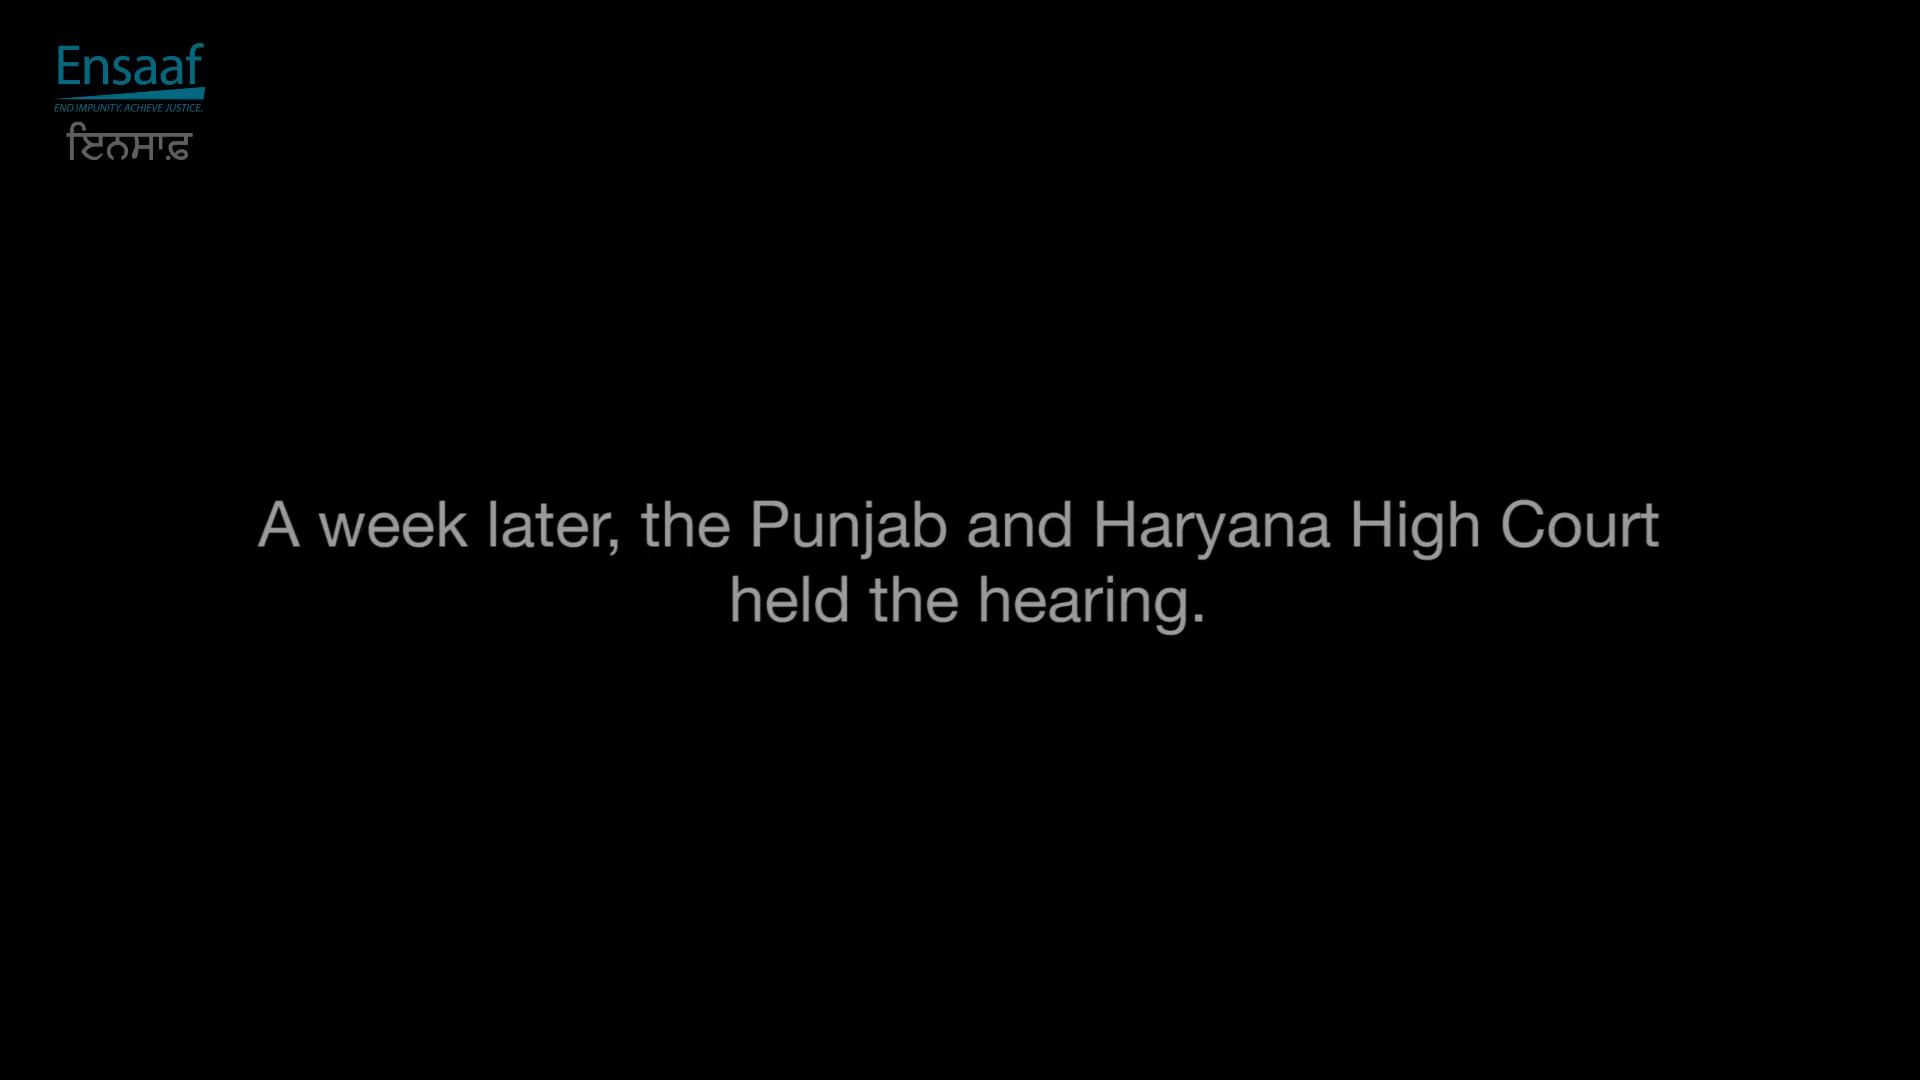 Ensaaf
END IMPUNITY. ACHIEVE JUSTICE.
ਇਨਸਾਫ਼
A week later, the Punjab and Haryana High Court
held the hearing.